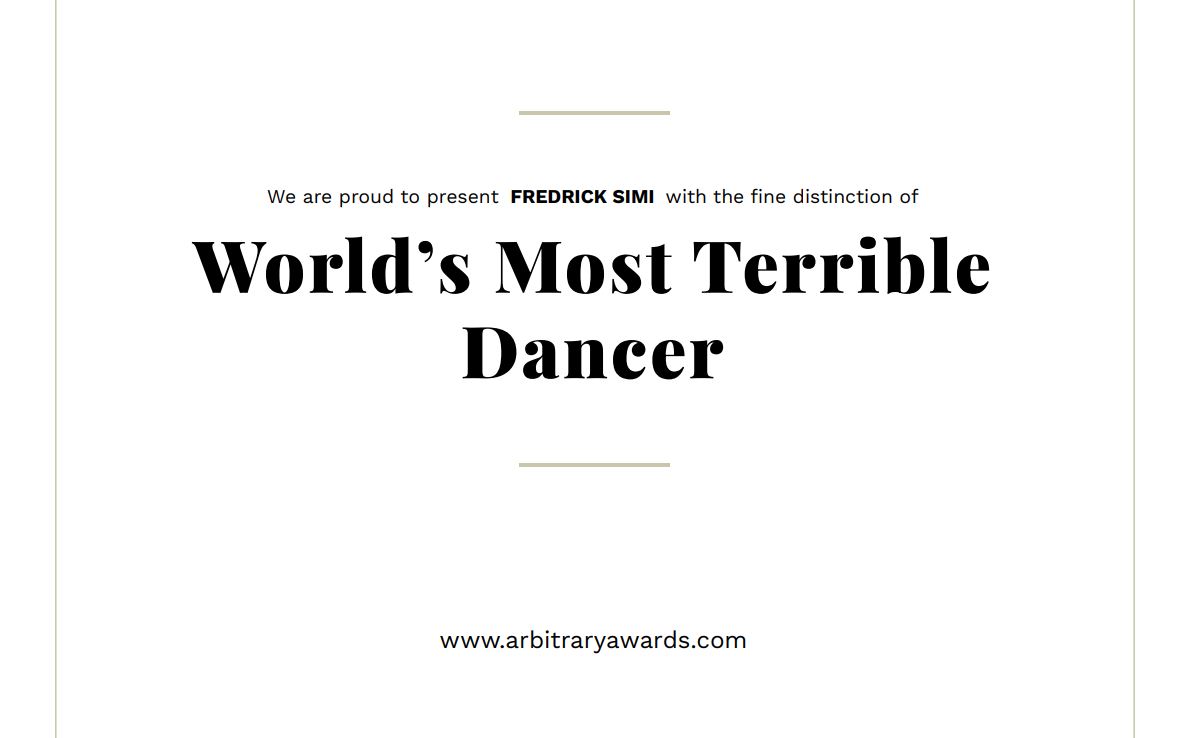 We are proud to present FREDRICK SIMI with the fine distinction of
World’s Most Terrible
Dancer
www.arbitraryawards.com